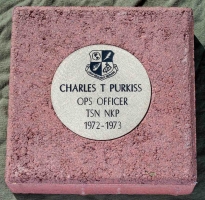 CHARLES T PURKISS
OPS OFFICER
TSN NKP
1972-1973